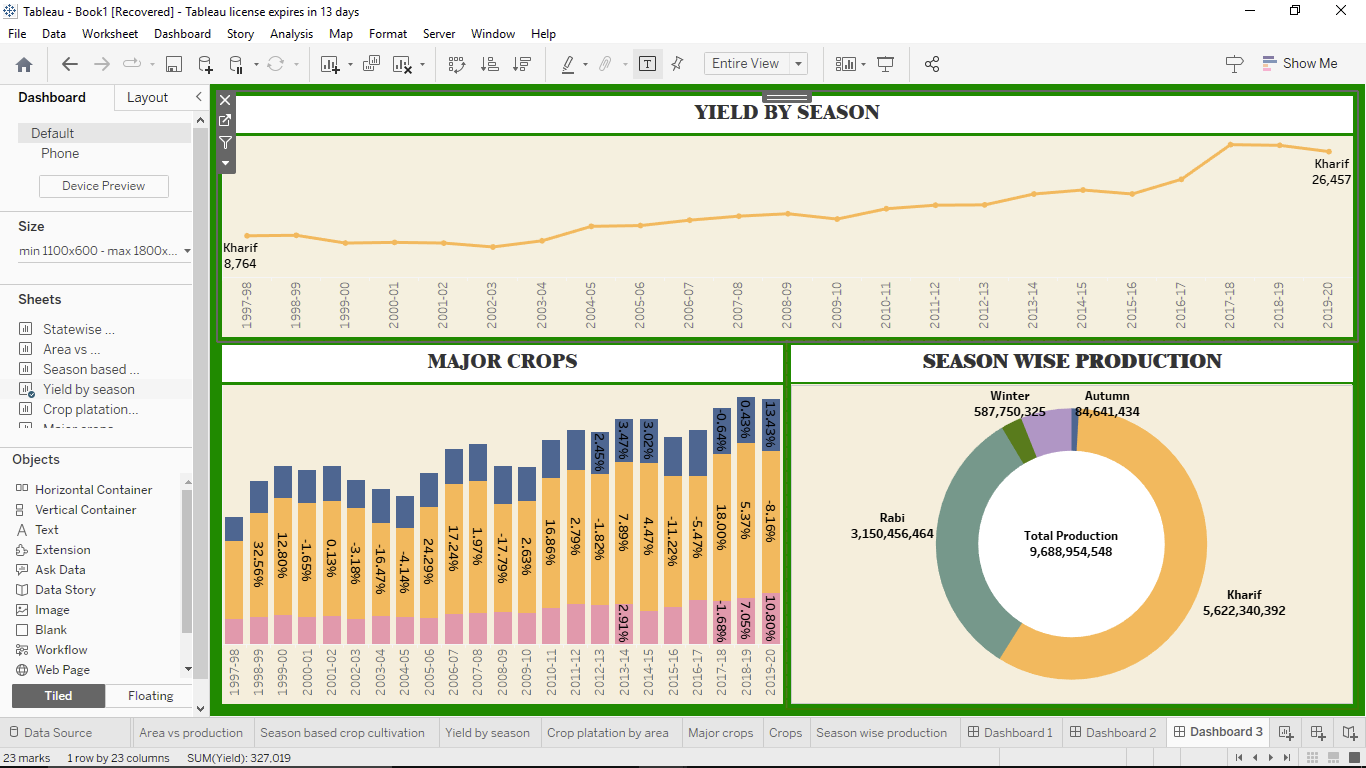 Tableau - Book1 [Recovered] - Tableau license expires in 13 days
File Data Worksheet Dashboard Story Analysis Map Format Server Window Help
Entire View
Show Me
Dashboard Layout
Default
Phone
Device Preview
Size
min 1100x600 - max 1800x...
Sheets
Statewise ...
Area vs ...
Season based ...
Yield by season
Crop platation...
Major crops
Objects
Horizontal Container
Vertical Container
Text
Extension
Ask Data
Data Story
Image
Blank
Workflow
Web Page
Tiled Floating
YIELD BY SEASON
Kharif
8,764
Kharif
26,457
1997-98 1998-99 1999-00 2000-01 2001-02 2002-03 2003-04 2004-05 2005-06 2006-07 2007-08 2008-09 2009-10 2010-11 2011-12 2012-13 2013-14 2014-15 2015-16 2016-17 2017-18 2018-19 2019-20
MAJOR CROPS
2.45% 3.47% 3.02% -0.64% 0.43% 13.43%
32.56% 12.80% -1.65% 0.13% -3.18% -16.47% -4.14% 24.29% 17.24% 1.97% -17.79% 2.63% 16.86% 2.79% -1.82% 7.89% 4.47% -11.22% -5.47% 18.00% 5.37% -8.16%
2.91% -1.68% 7.05% 10.80%
1997-98 1998-99 1999-00 2000-01 2001-02 2002-03 2003-04 2004-05 2005-06 2006-07 2007-08 2008-09 2009-10 2010-11 2011-12 2012-13 2013-14 2014-15 2015-16 2016-17 2017-18 2018-19 2019-20
SEASON WISE PRODUCTION
Winter
587,750,325
Autumn
84,641,434
Rabi
3,150,456,464
Total Production
9,688,954,548
Kharif
5,622,340,392
Data Source Area vs production Season based crop cultivation Yield by season Crop platation by area Major crops Crops Season wise production Dashboard 1 Dashboard 2 Dashboard 3
23 marks 1 row by 23 columns SUM(Yield): 327,019